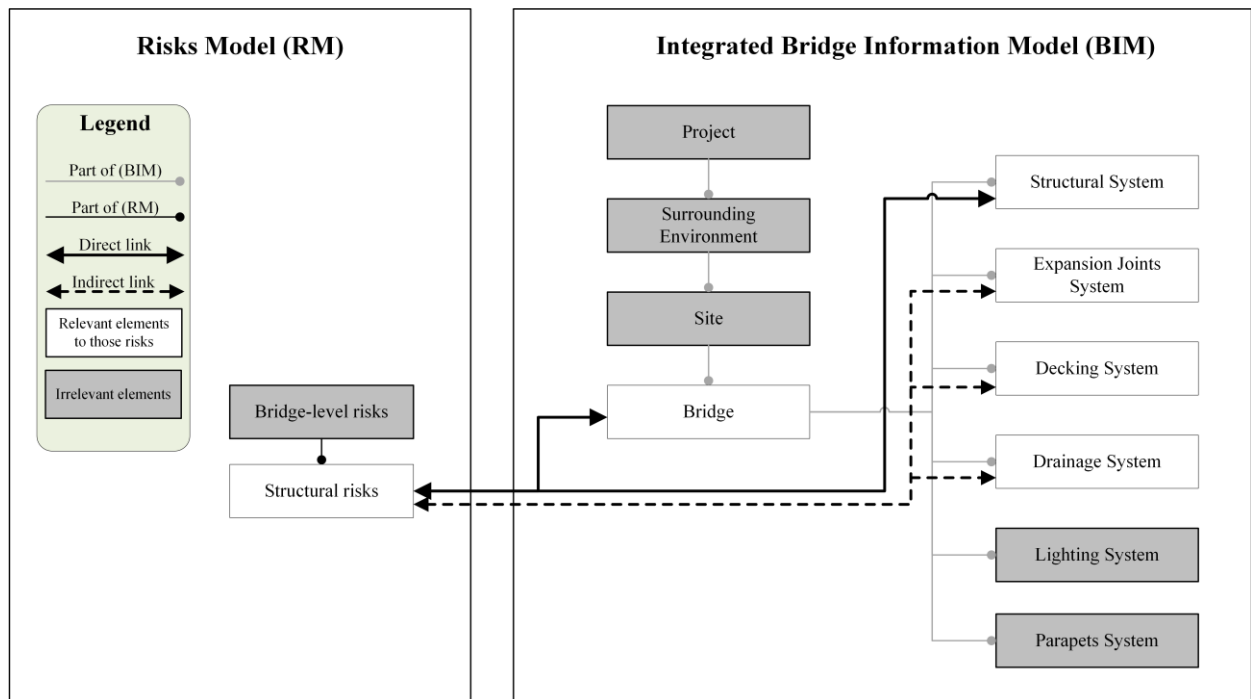 Risks Model (RM)
Legend
Part of (BIM)
Part of (RM)
Direct link
Indirect link
Relevant elements
to those risks
Irrelevant elements
Bridge-level risks
Structural risks
Integrated Bridge Information Model (BIM)
Project
Surrounding
Environment
Site
Bridge
Structural System
Expansion Joints
System
Decking System
Drainage System
Lighting System
Parapets System